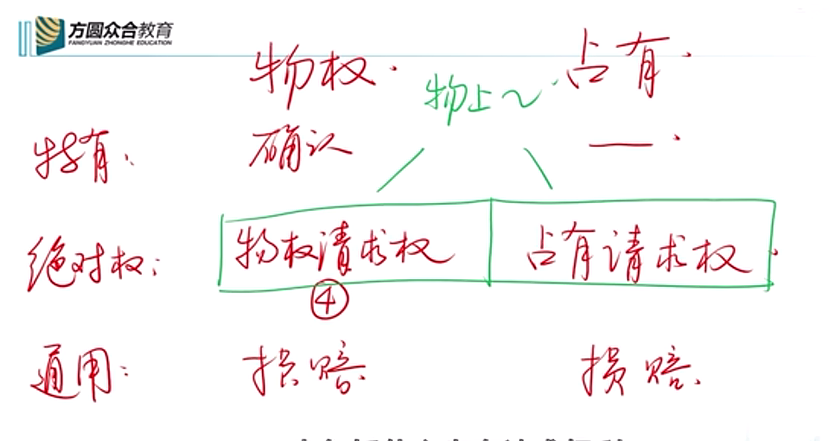 方圆众合教育
FANGYUAN ZHONGHE EDUCATION
物权. 占有.
物上~.
特有: 确认 — .
绝对权: 物权请求权 占有请求权.
④
通用: 损赔. 损赔.